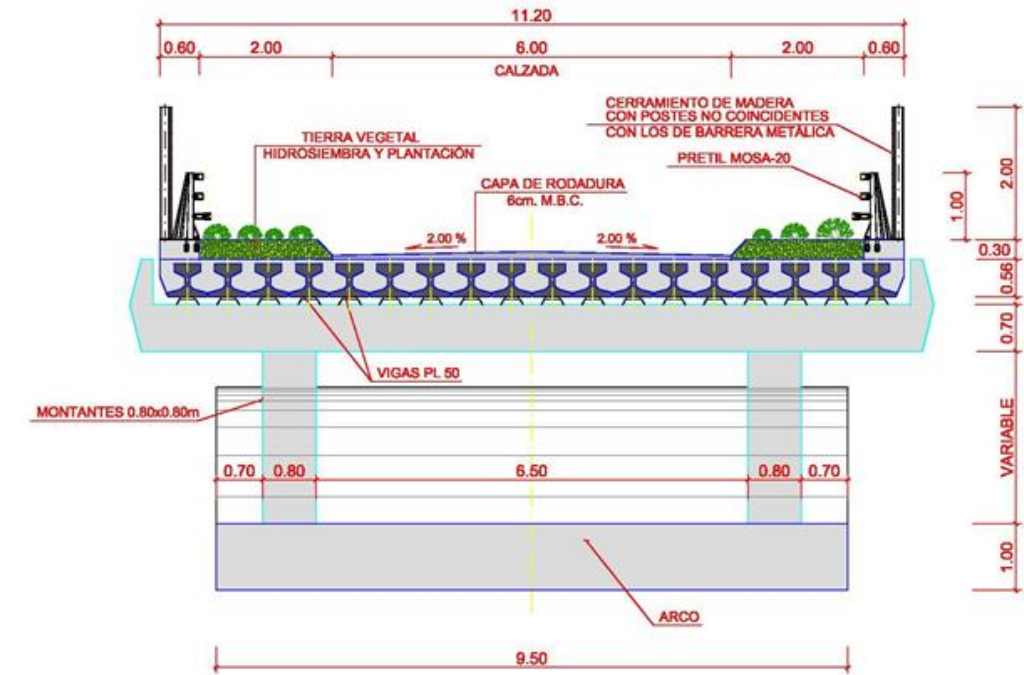 11.20
0.60 2.00 6.00 2.00 0.60
CALZADA
CERRAMIENTO DE MADERA
CON POSTES NO COINCIDENTES
CON LOS DE BARRERA METÁLICA
TIERRA VEGETAL
HIDROSIEMBRA Y PLANTACIÓN
PRETIL MOSA-20
CAPA DE RODADURA
6cm. M.B.C.
2.00
1.00
2.00 % 2.00 %
0.30
0.56
0.70
VIGAS PL 50
MONTANTES 0.80x0.80m
VARIABLE
0.70 0.80 6.50 0.80 0.70
1.00
ARCO
9.50